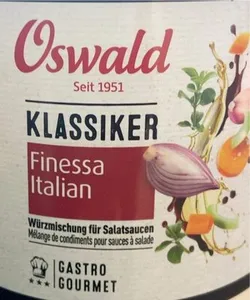 Oswald
Seit 1951
KLASSIKER
Finessa
Italian
Würzmischung für Salatsaucen
Mélange de condiments pour sauces à salade
GASTRO
GOURMET